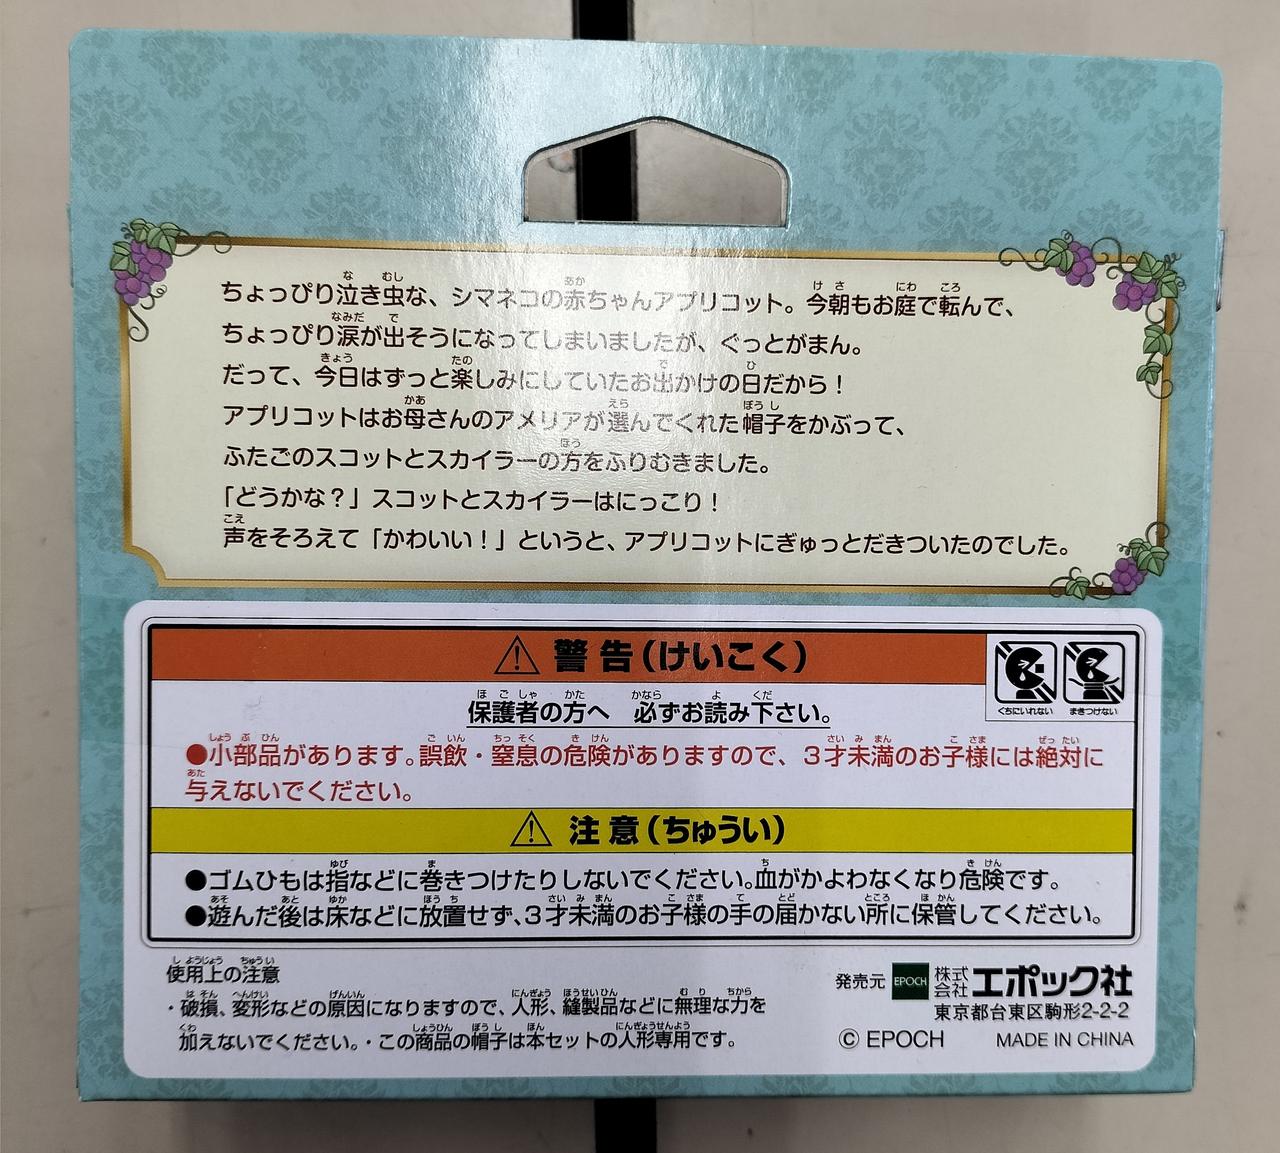 ちょっぴり泣き虫な、シマネコの赤ちゃんアプリコット。今朝もお庭で転んで、
ちょっぴり涙が出そうになってしまいましたが、ぐっとがまん。
だって、今日はずっと楽しみにしていたお出かけの日だから！
アプリコットはお母さんのアメリアが選んでくれた帽子をかぶって、
ふたごのスコットとスカイラーの方をふりむきました。
「どうかな？」スコットとスカイラーはにっこり！
声をそろえて「かわいい！」というと、アプリコットにぎゅっとだきついたのでした。
警告（けいこく）
くちにいれない まきつけない
保護者の方へ 必ずお読み下さい。
●小部品があります。誤飲・窒息の危険がありますので、3才未満のお子様には絶対に
与えないでください。
注意（ちゅうい）
●ゴムひもは指などに巻きつけたりしないでください。血がかよわなくなり危険です。
●遊んだ後は床などに放置せず、3才未満のお子様の手の届かない所に保管してください。
使用上の注意
・破損、変形などの原因になりますので、人形、縫製品などに無理な力を
加えないでください。・この商品の帽子は本セットの人形専用です。
発売元 EPOCH 株式会社 エポック社
東京都台東区駒形2-2-2
© EPOCH MADE IN CHINA